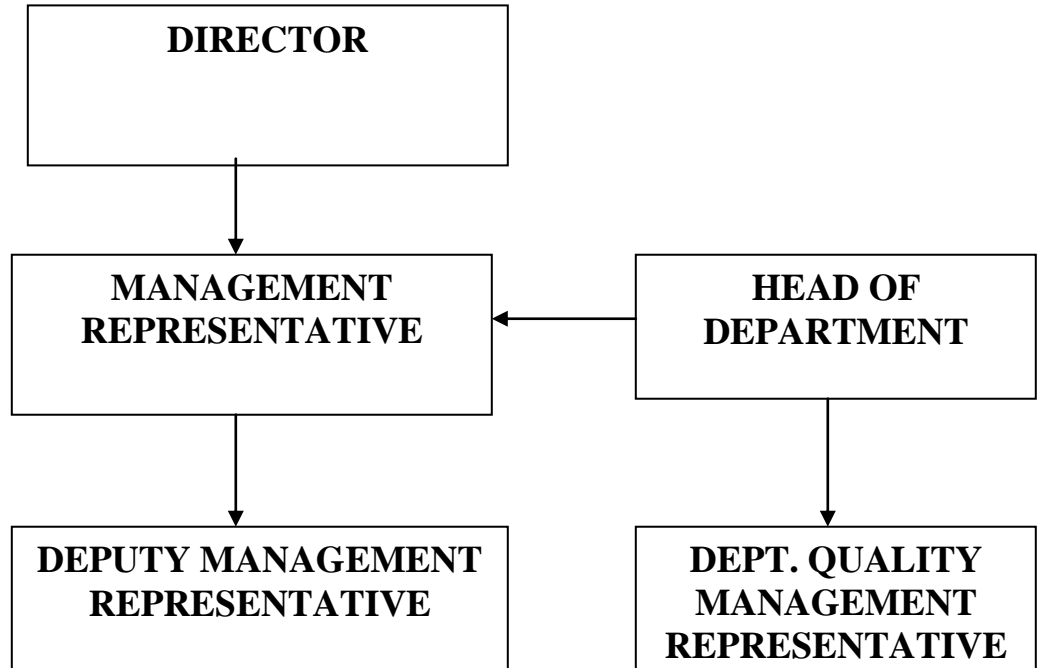 DIRECTOR
MANAGEMENT
REPRESENTATIVE
HEAD OF
DEPARTMENT
DEPUTY MANAGEMENT
REPRESENTATIVE
DEPT. QUALITY
MANAGEMENT
REPRESENTATIVE